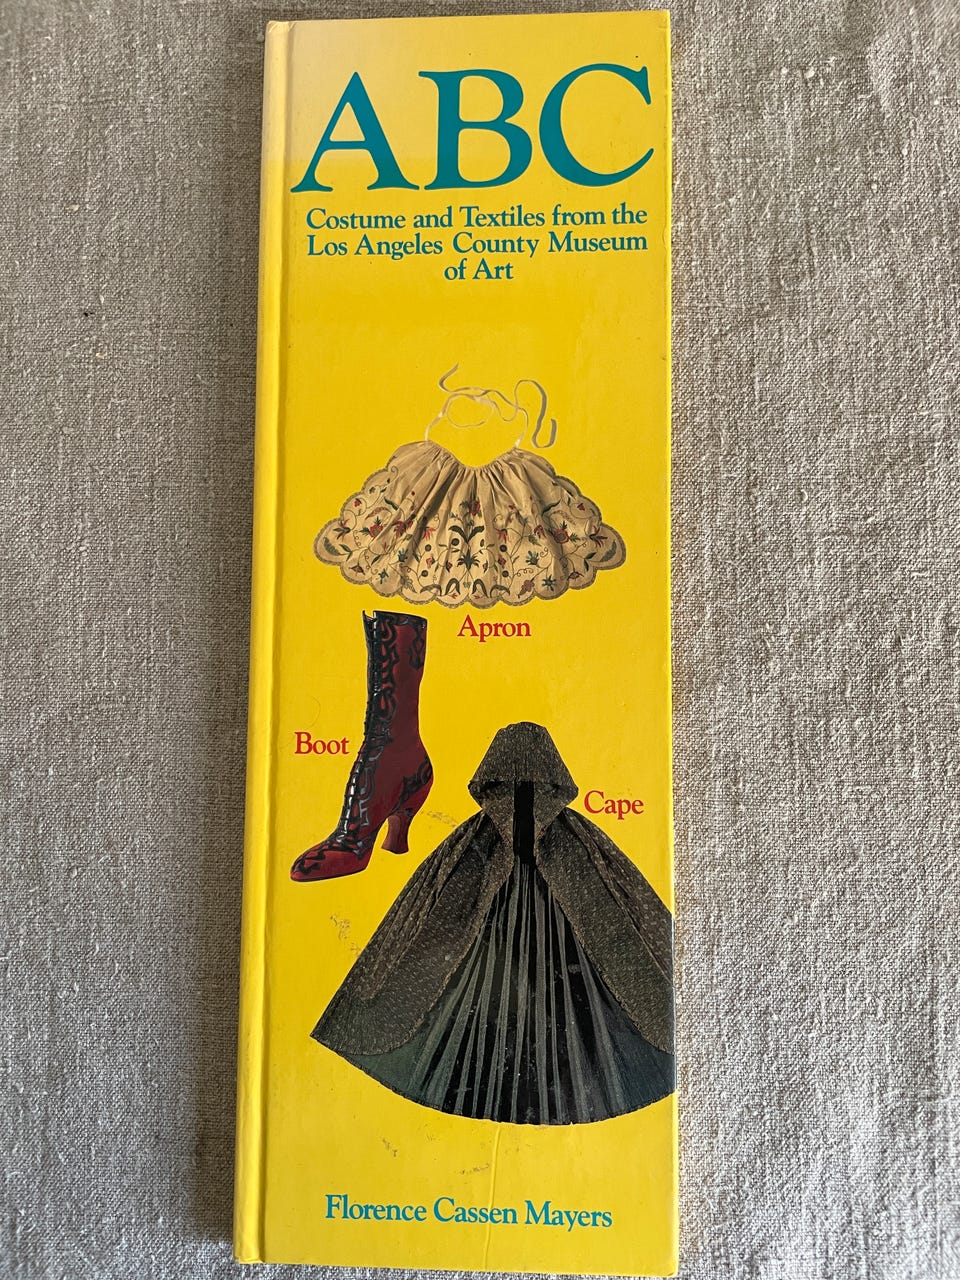 ABC
Costume and Textiles from the
Los Angeles County Museum
of Art
Apron
Boot
Cape
Florence Cassen Mayers